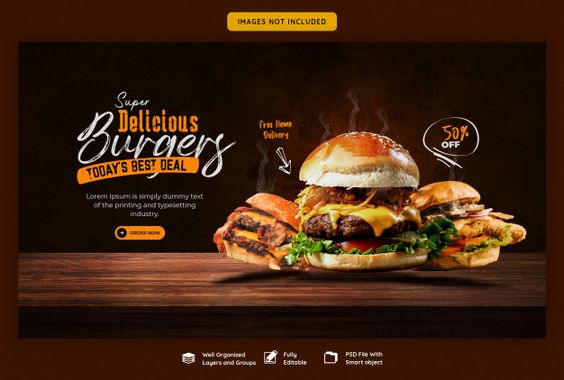 IMAGES NOT INCLUDED
Super
Delicious
Burgers
TODAY'S BEST DEAL
Lorem Ipsum is simply dummy text
of the printing and typesetting
industry.
ORDER NOW
Free Home
Delivery
50%
OFF
Well Organized
Layers and Groups
Fully
Editable
PSD File With
Smart object